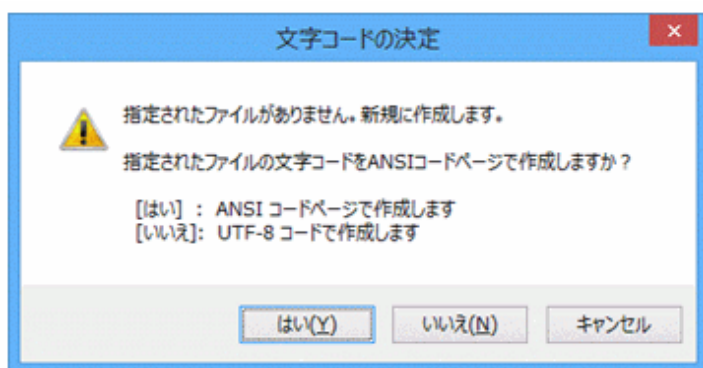 文字コードの決定
指定されたファイルがありません。新規に作成します。
指定されたファイルの文字コードをANSIコードページで作成しますか？
[はい] : ANSI コードページで作成します
[いいえ]: UTF-8 コードで作成します
はい(Y) いいえ(N) キャンセル